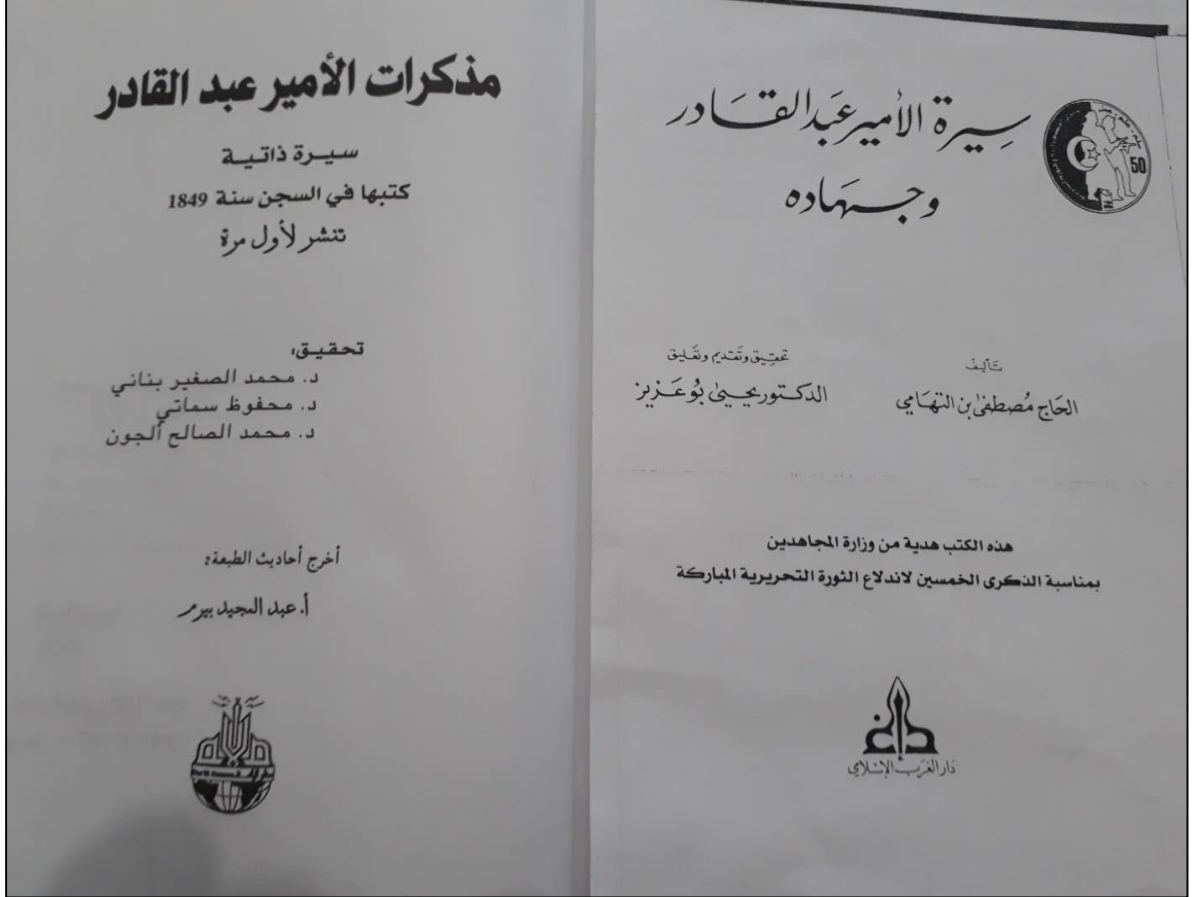 سيرة الأمير عبد القادر
وجهاده
50
تأليف
الحاج مصطفى بن التهامي
تحقيق وتقديم وتعليق
الدكتور يحيى بوعزيز
هذه الكتب هدية من وزارة المجاهدين
بمناسبة الذكرى الخمسين لاندلاع الثورة التحريرية المباركة
دار الغرب الإسلامي
مذكرات الأمير عبد القادر
سيرة ذاتية
كتبها في السجن سنة 1849
تنشر لأول مرة
تحقيق:
د. محمد الصغير بناني
د. محفوظ سماتي
د. محمد الصالح ألجون
أخرج أحاديث الطبعة:
أ. عبد المجيد بيرم